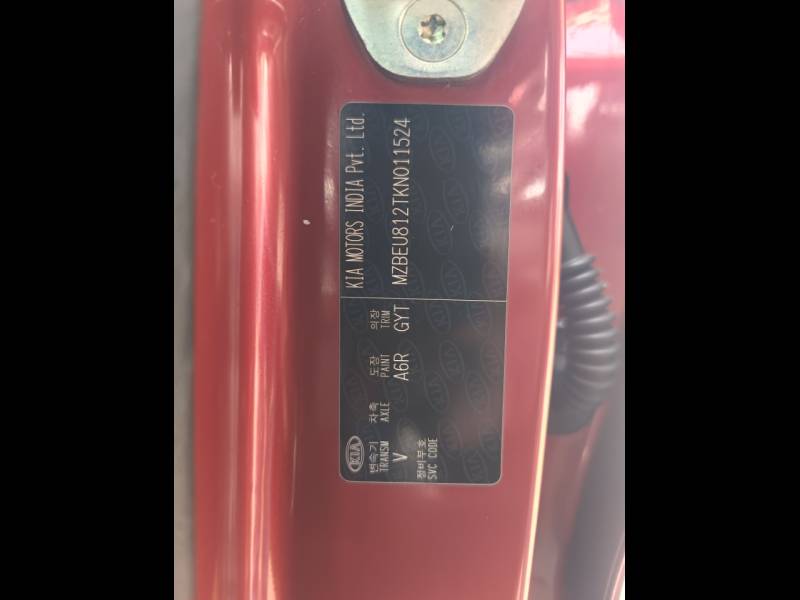 KIA MOTORS INDIA Pvt. Ltd.
MZBEU812TKN011524
KIA
변속기 차축 도장 의장
TRANSM AXLE PAINT TRIM
V A6R GYT
정비부호
SVC CODE